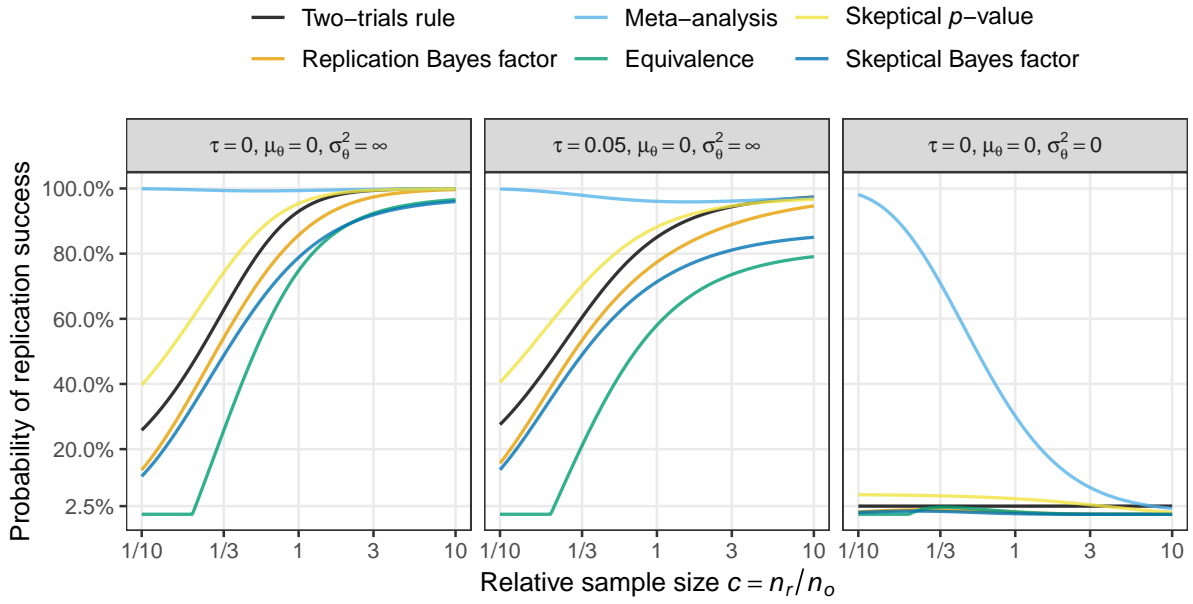 Two−trials rule Meta−analysis Skeptical p−value
Replication Bayes factor Equivalence Skeptical Bayes factor
τ = 0, μθ = 0, σ²θ = ∞ τ = 0.05, μθ = 0, σ²θ = ∞ τ = 0, μθ = 0, σ²θ = 0
Probability of replication success
100.0%
80.0%
60.0%
40.0%
20.0%
2.5%
1/10 1/3 1 3 10 1/10 1/3 1 3 10 1/10 1/3 1 3 10
Relative sample size c = nr/no